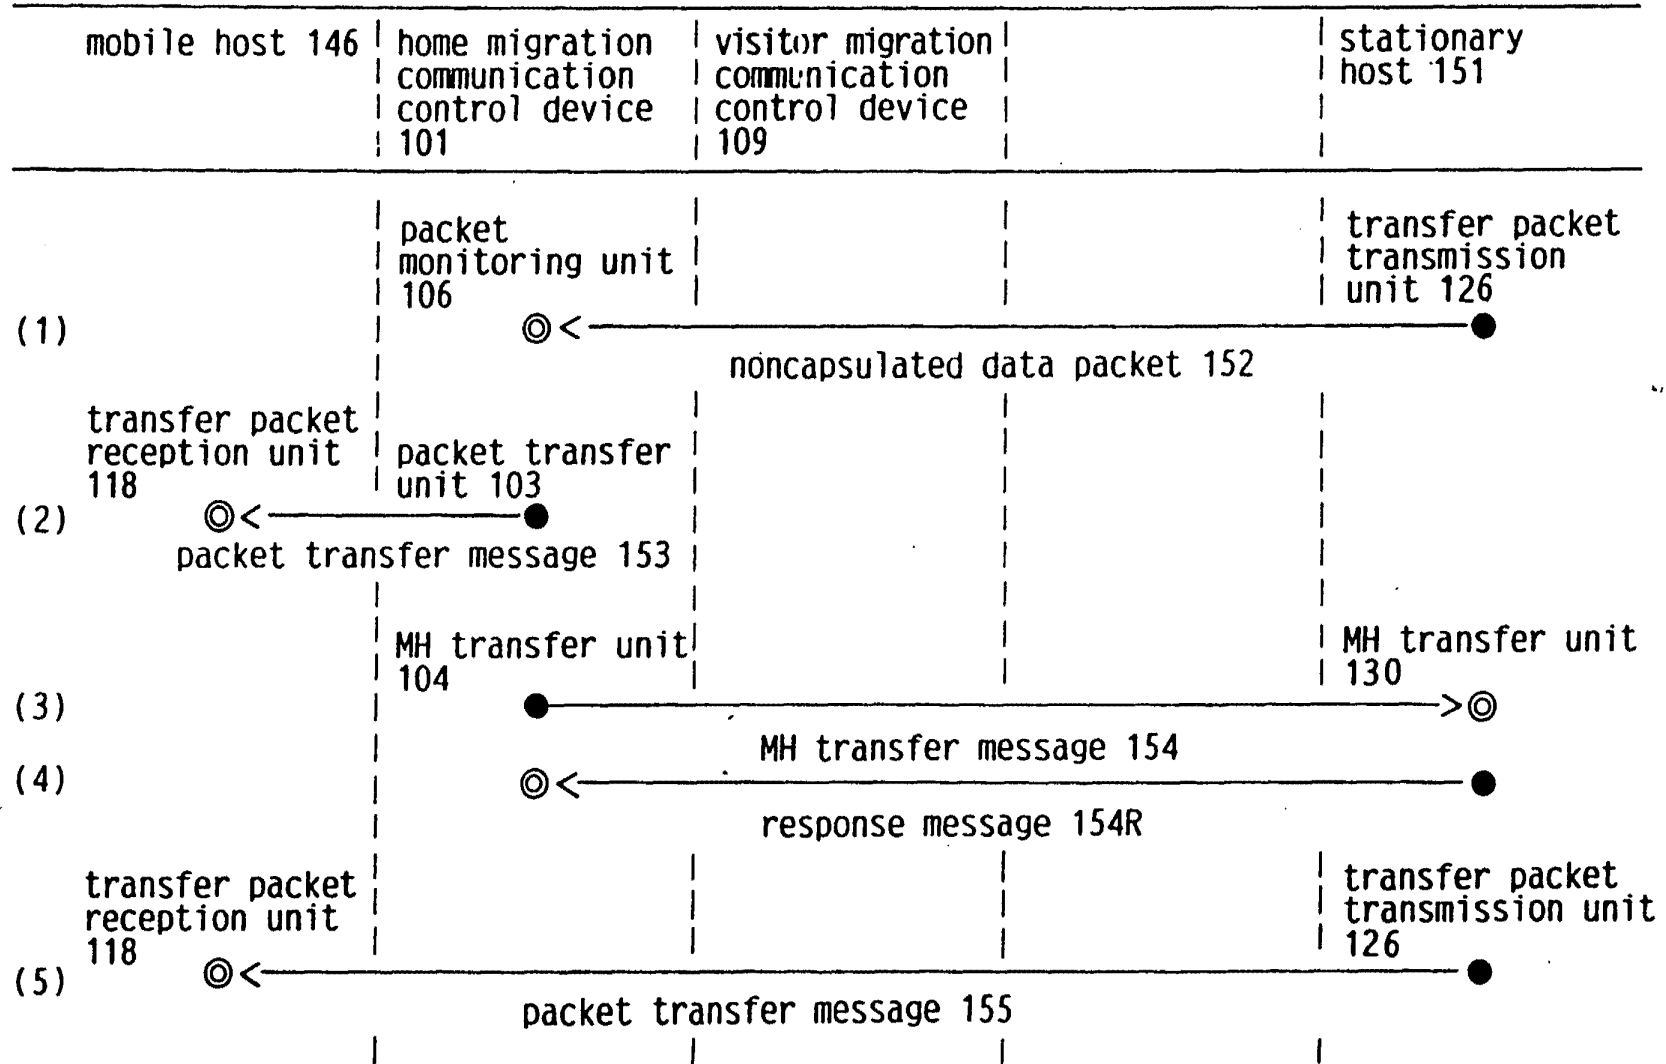 mobile host 146
home migration
communication
control device
101
visitor migration
communication
control device
109
stationary
host 151
packet
monitoring unit
106
transfer packet
transmission
unit 126
(1)
noncapsulated data packet 152
transfer packet
reception unit
118
packet transfer
unit 103
(2)
packet transfer message 153
MH transfer unit
104
MH transfer unit
130
(3)
MH transfer message 154
(4)
response message 154R
transfer packet
reception unit
118
transfer packet
transmission unit
126
(5)
packet transfer message 155